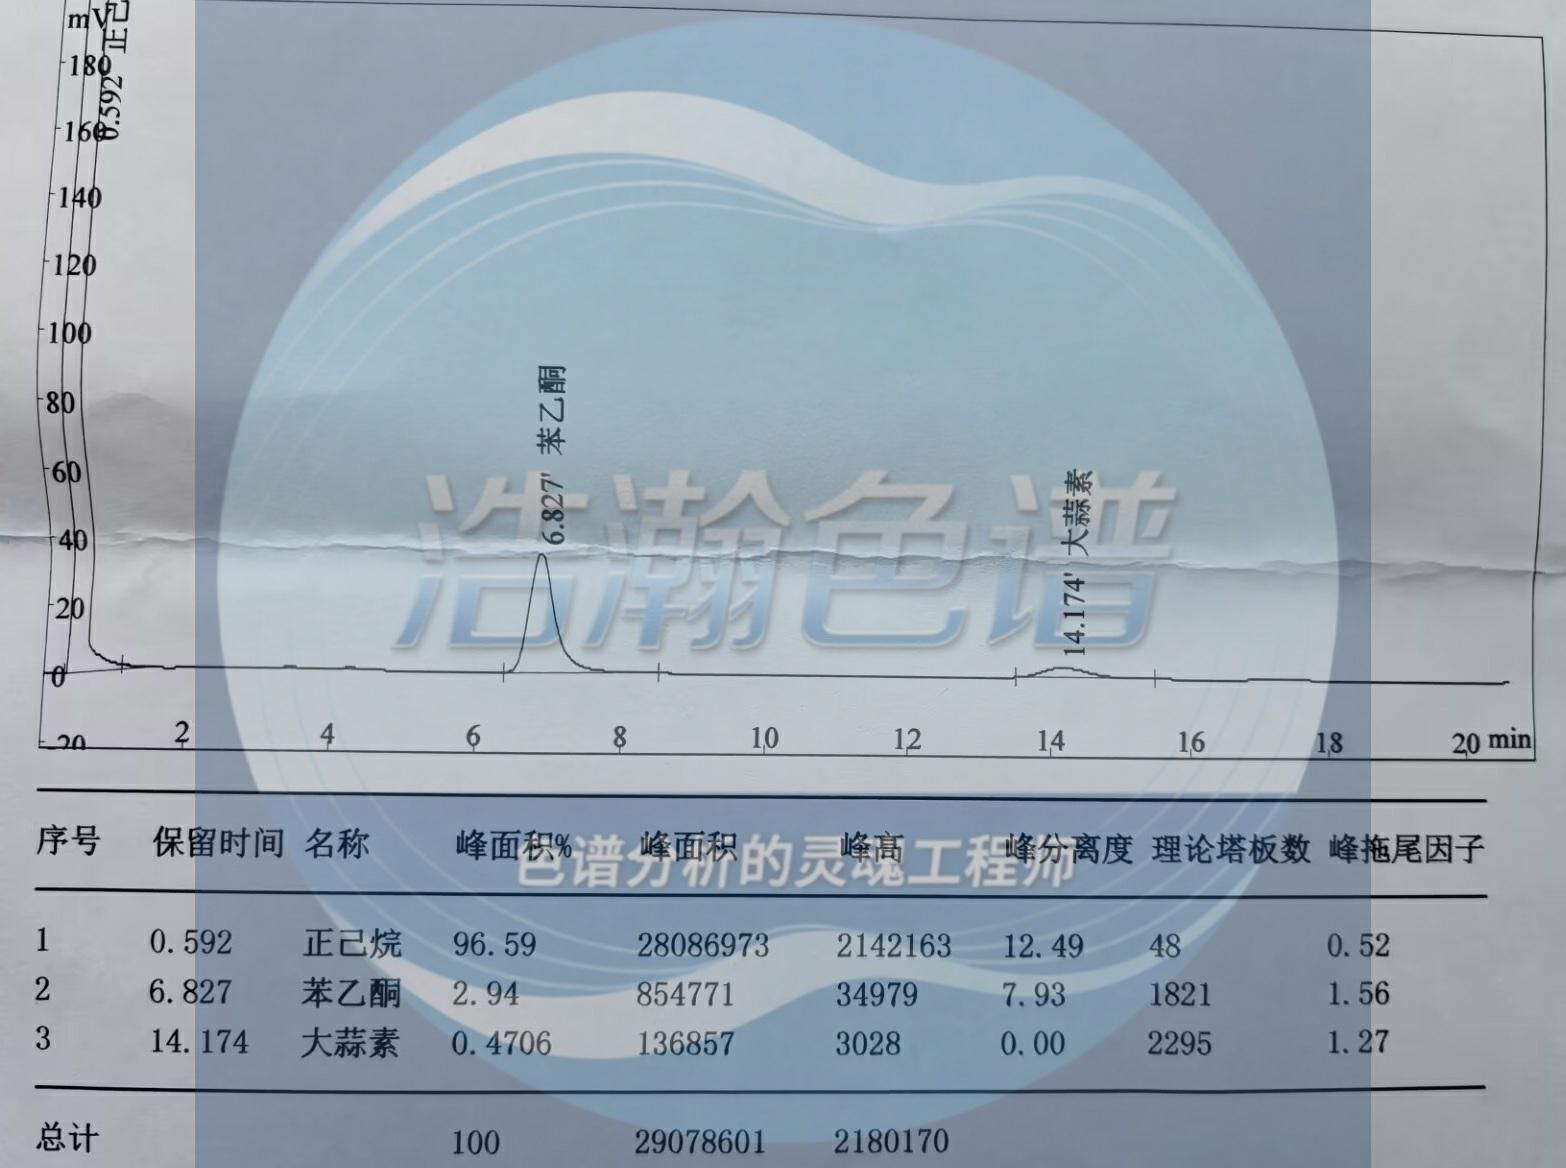 mV
0.592 正己
180
160
140
120
100
80
60
40
20
0
-20
6.827' 苯乙酮
14.174' 大蒜素
浩瀚色谱
2 4 6 8 10 12 14 16 18 20 min
序号 保留时间 名称 峰面积% 峰面积 峰高 峰分离度 理论塔板数 峰拖尾因子
色谱分析的灵魂工程师
1 0.592 正己烷 96.59 28086973 2142163 12.49 48 0.52
2 6.827 苯乙酮 2.94 854771 34979 7.93 1821 1.56
3 14.174 大蒜素 0.4706 136857 3028 0.00 2295 1.27
总计 100 29078601 2180170